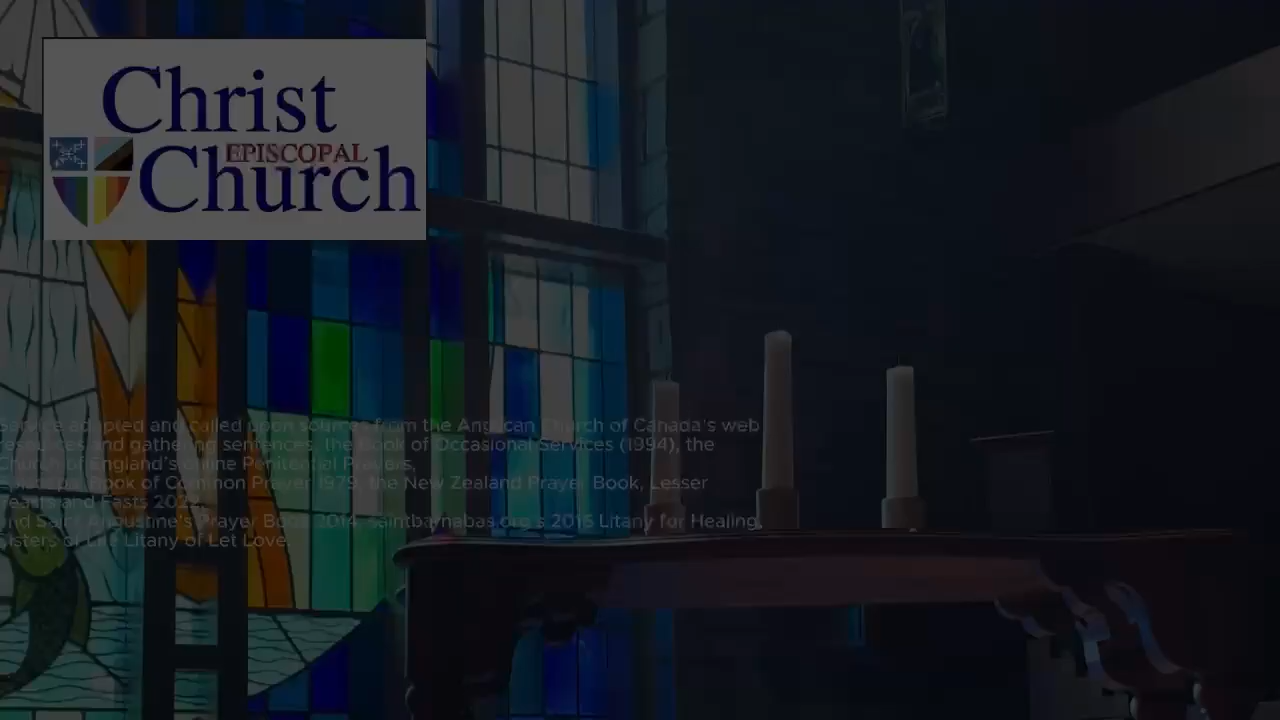 Christ
EPISCOPAL
Church
Service adapted and called upon sources from the Anglican Church of Canada's web
resources and gathering sentences, the Book of Occasional Services (1994), the
Church of England's online Penitential Prayers,
Episcopal Book of Common Prayer 1979, the New Zealand Prayer Book, Lesser
Feasts and Fasts 2022,
and Saint Augustine's Prayer Book 2014, saintbarnabas.org's 2016 Litany for Healing,
Sisters of Life Litany of Let Love.